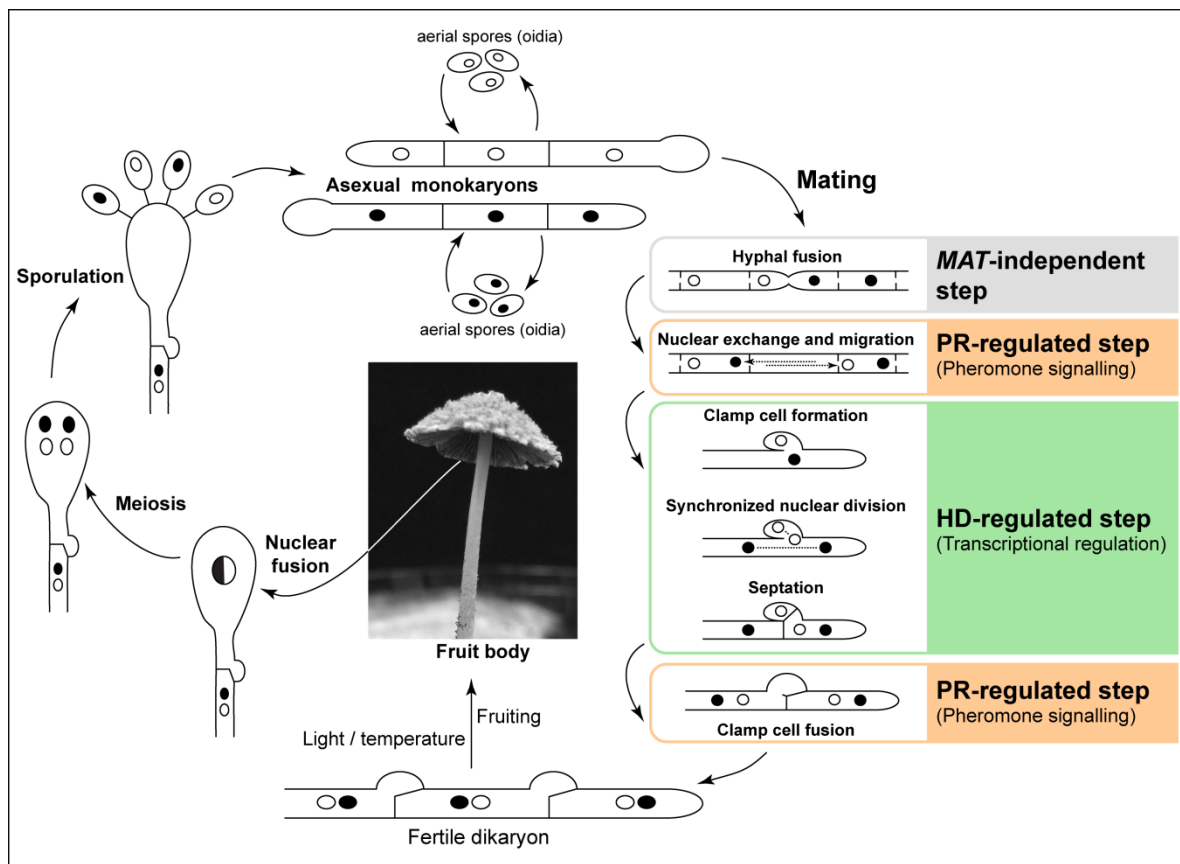 aerial spores (oidia)
Asexual monokaryons
aerial spores (oidia)
Mating
Hyphal fusion
MAT-independent
step
Nuclear exchange and migration
PR-regulated step
(Pheromone signalling)
Clamp cell formation
Synchronized nuclear division
Septation
HD-regulated step
(Transcriptional regulation)
Clamp cell fusion
PR-regulated step
(Pheromone signalling)
Fertile dikaryon
Light / temperature
Fruiting
Fruit body
Nuclear
fusion
Meiosis
Sporulation